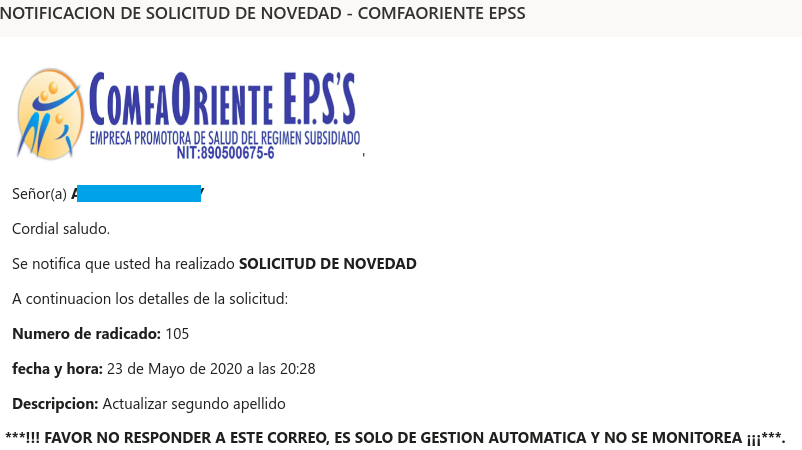 NOTIFICACION DE SOLICITUD DE NOVEDAD - COMFAORIENTE EPSS
COMFAORIENTE E.P.S.'S
EMPRESA PROMOTORA DE SALUD DEL REGIMEN SUBSIDIADO
NIT:890500675-6
Señor(a)
Cordial saludo.
Se notifica que usted ha realizado SOLICITUD DE NOVEDAD
A continuacion los detalles de la solicitud:
Numero de radicado: 105
fecha y hora: 23 de Mayo de 2020 a las 20:28
Descripcion: Actualizar segundo apellido
***!!! FAVOR NO RESPONDER A ESTE CORREO, ES SOLO DE GESTION AUTOMATICA Y NO SE MONITOREA ¡¡¡***.